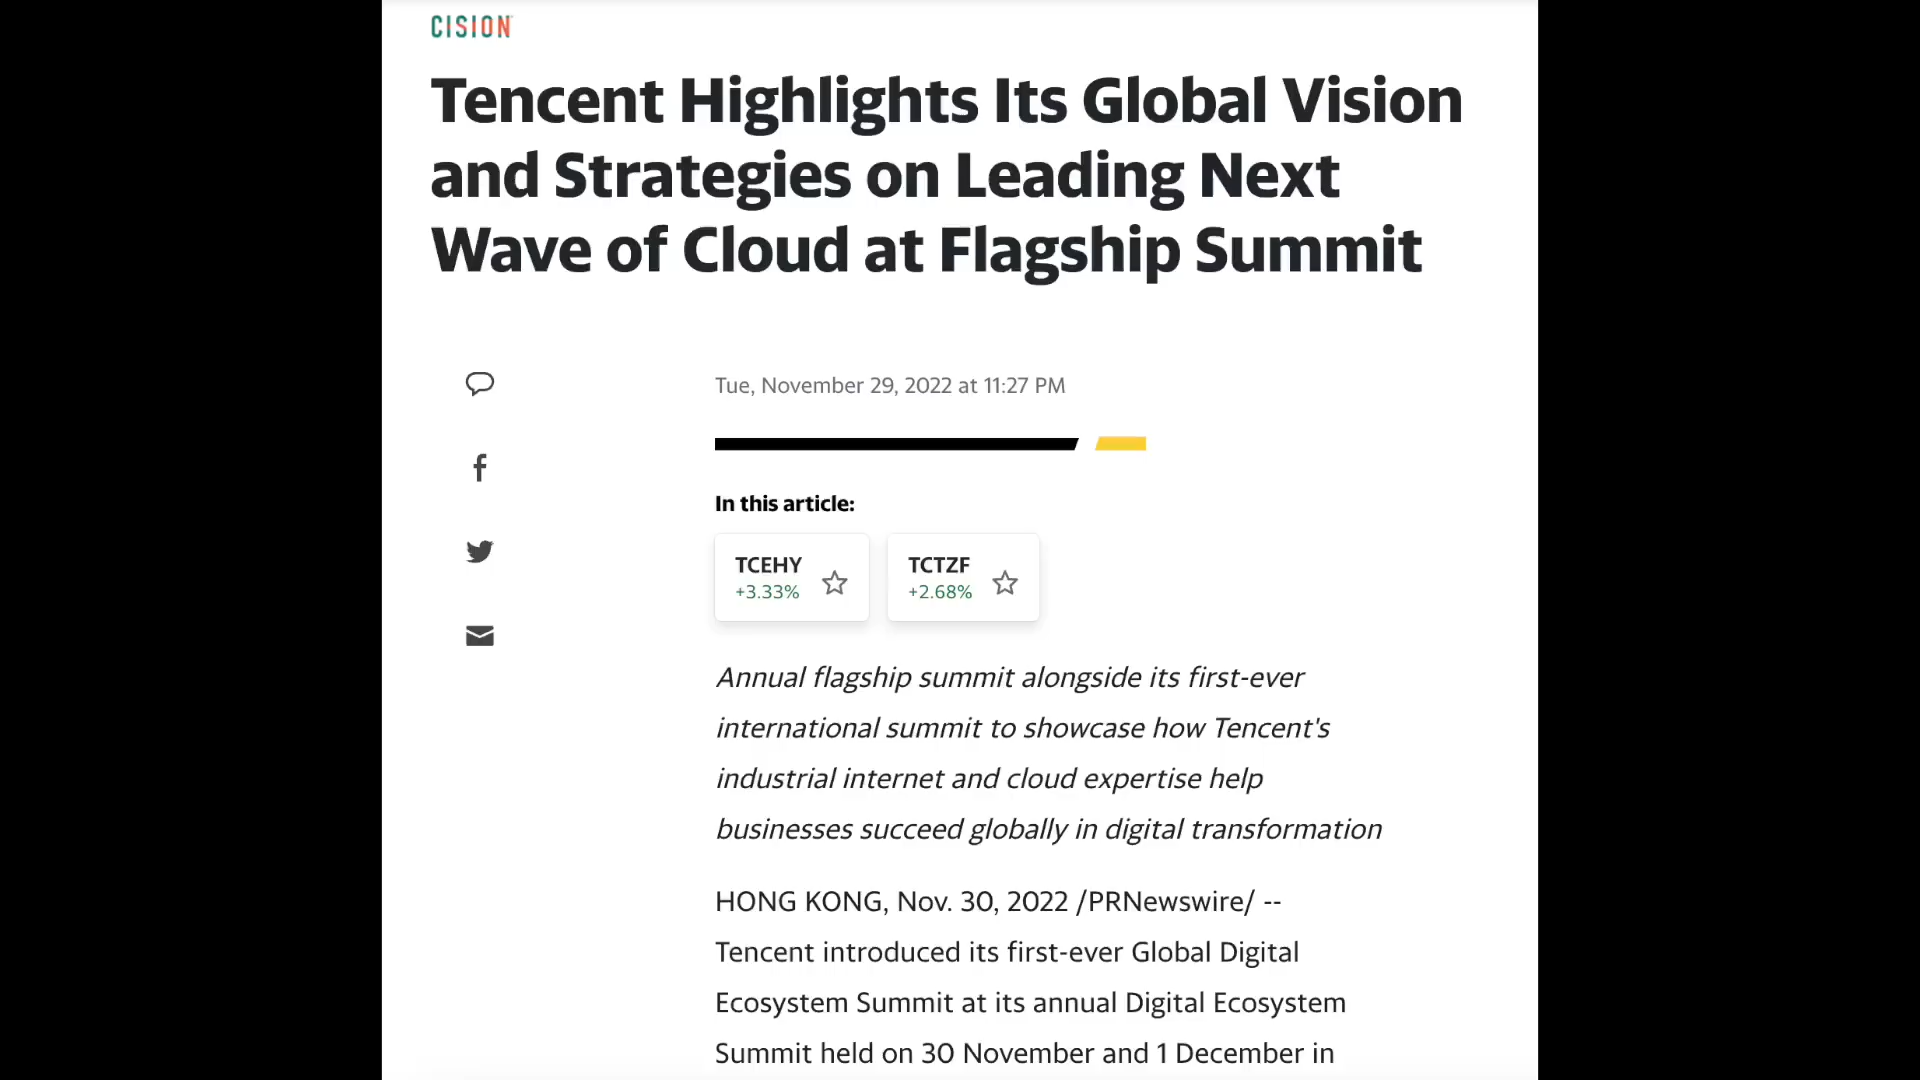 CISION
Tencent Highlights Its Global Vision
and Strategies on Leading Next
Wave of Cloud at Flagship Summit
Tue, November 29, 2022 at 11:27 PM
In this article:
TCEHY
+3.33%
TCTZF
+2.68%
Annual flagship summit alongside its first-ever
international summit to showcase how Tencent's
industrial internet and cloud expertise help
businesses succeed globally in digital transformation
HONG KONG, Nov. 30, 2022 /PRNewswire/ --
Tencent introduced its first-ever Global Digital
Ecosystem Summit at its annual Digital Ecosystem
Summit held on 30 November and 1 December in